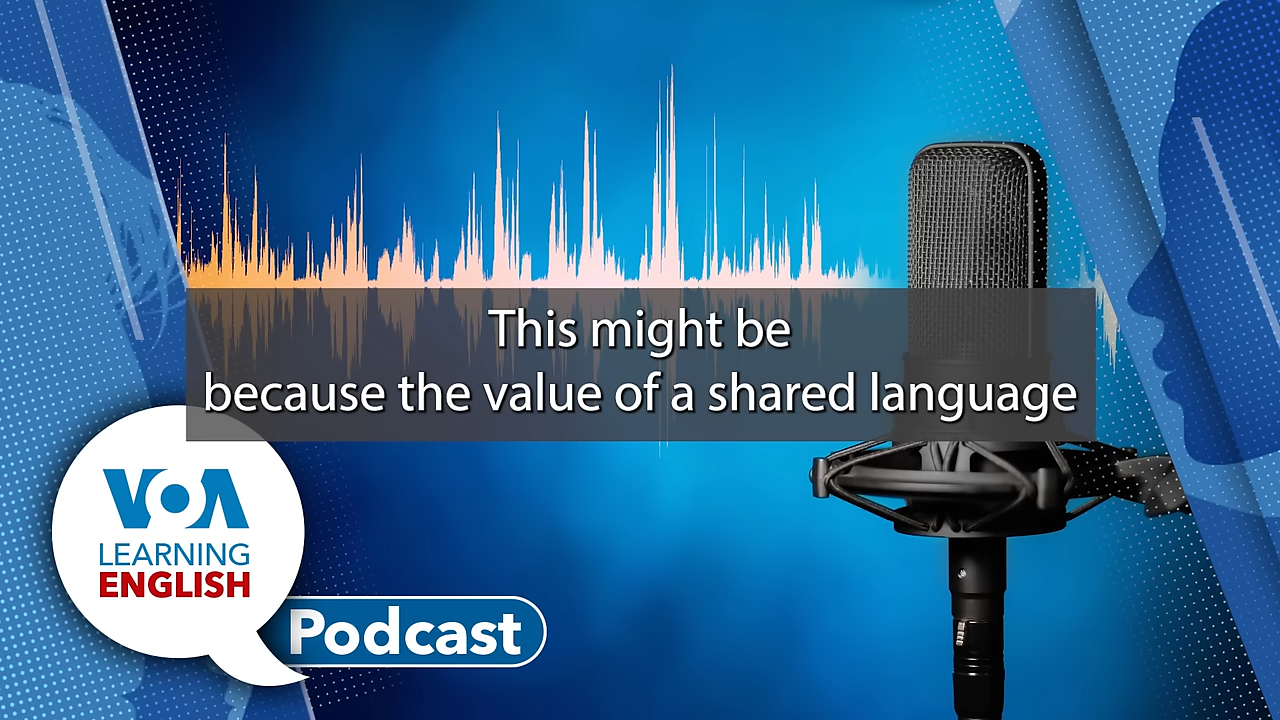 This might be
because the value of a shared language
VOA
LEARNING
ENGLISH
Podcast